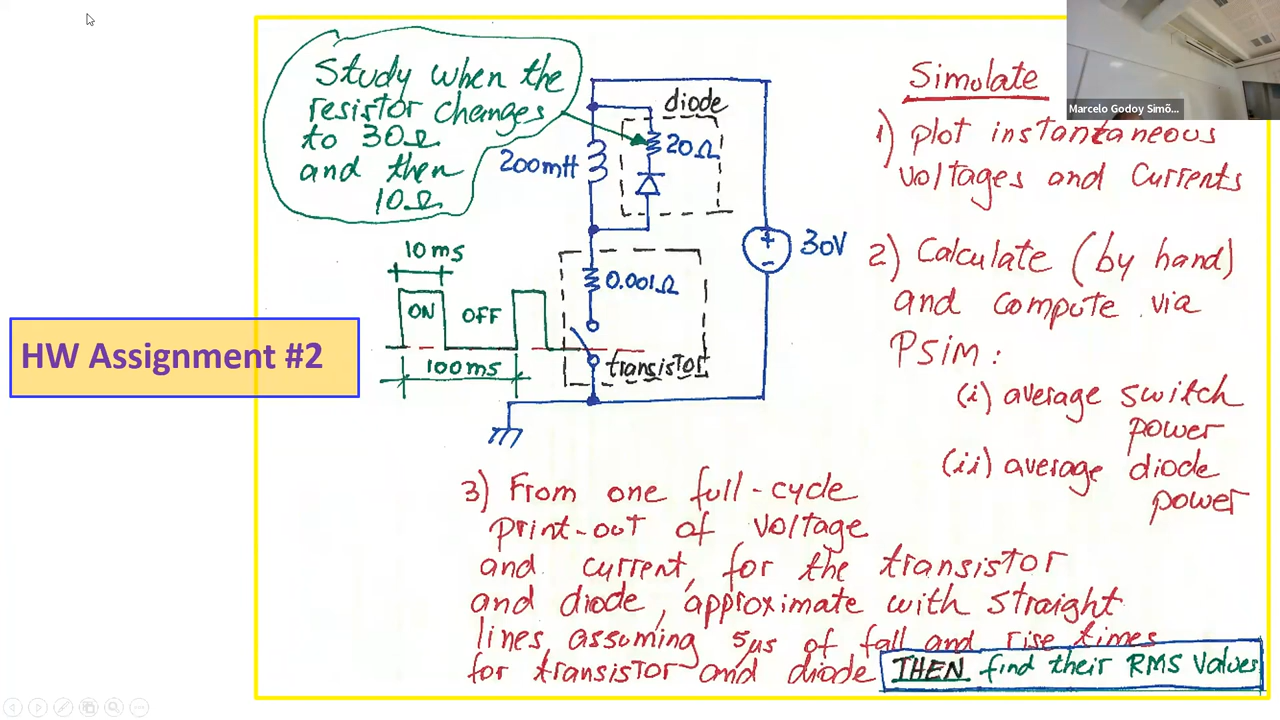 Study when the
resistor changes
to 30Ω
and then
10Ω
diode
20Ω
200mH
30V
10ms
ON
OFF
100ms
0.001Ω
transistor
HW Assignment #2
Marcelo Godoy Simõ...
Simulate
1) plot instantaneous
voltages and currents
2) Calculate (by hand)
and compute via
Psim:
(i) average switch
power
(ii) average diode
power
3) From one full-cycle
print-out of voltage
and current, for the transistor
and diode, approximate with straight
lines, assuming 5μs of fall and rise times
for transistor and diode THEN find their RMS values